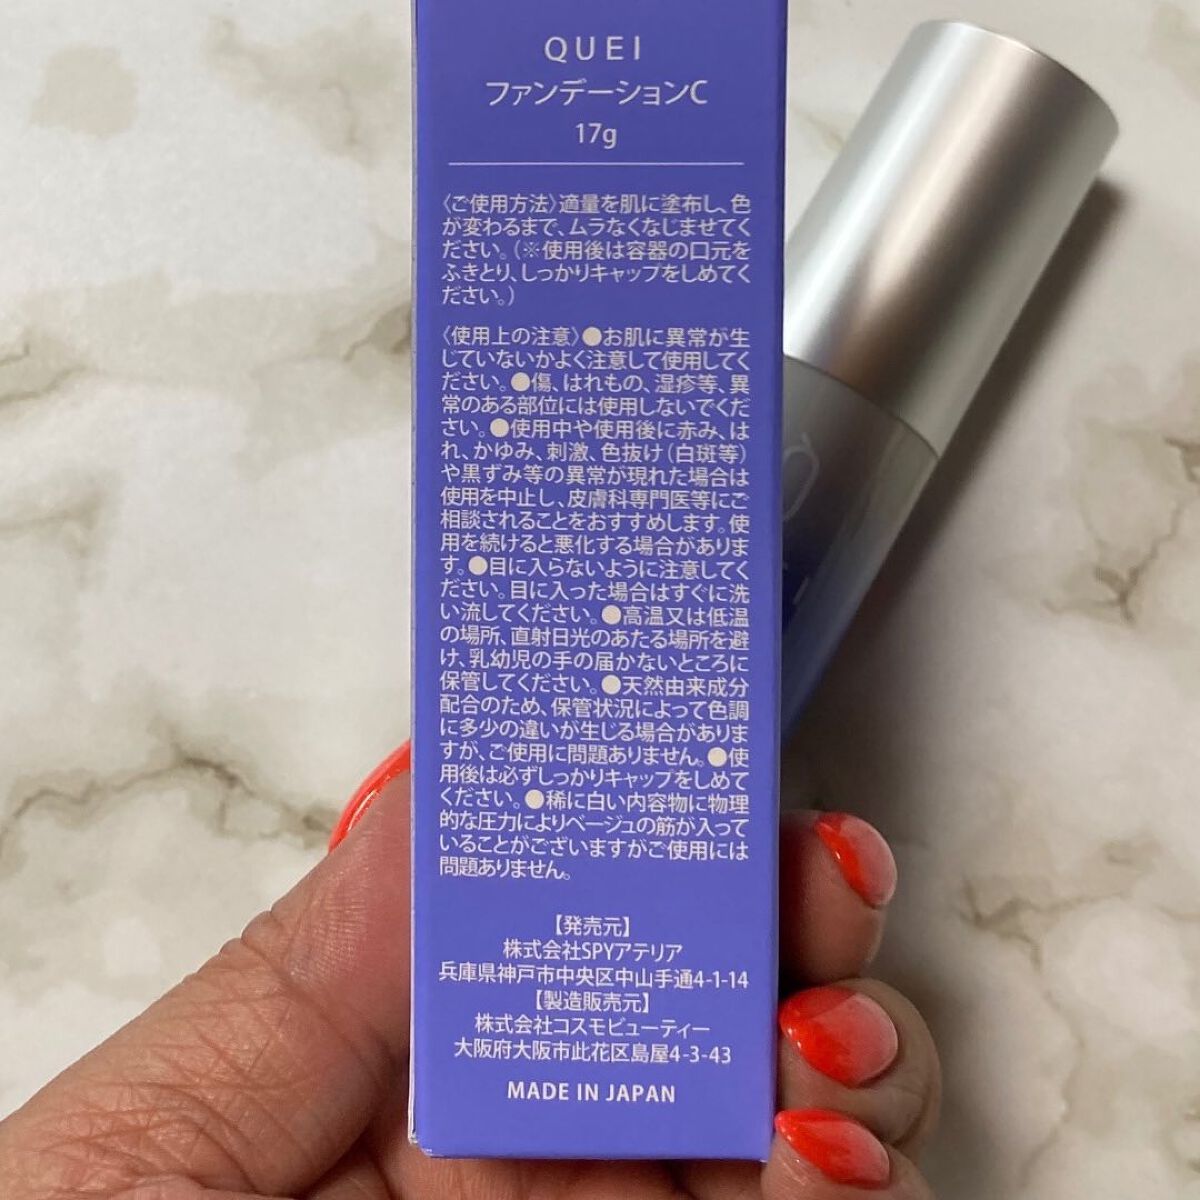 QUEI
ファンデーションC
17g
〈ご使用方法〉適量を肌に塗布し、色
が変わるまで、ムラなくなじませてく
ださい。(※使用後は容器の口元を
ふきとり、しっかりキャップをしめてく
ださい。)
〈使用上の注意〉●お肌に異常が生
じていないかよく注意して使用してく
ださい。●傷、はれもの、湿疹等、異
常のある部位には使用しないでくだ
さい。●使用中や使用後に赤み、は
れ、かゆみ、刺激、色抜け(白斑等)
や黒ずみ等の異常が現れた場合は
使用を中止し、皮膚科専門医等にご
相談されることをおすすめします。使
用を続けると悪化する場合がありま
す。●目に入らないように注意してく
ださい。目に入った場合はすぐに洗
い流してください。●高温又は低温
の場所、直射日光のあたる場所を避
け、乳幼児の手の届かないところに
保管してください。●天然由来成分
配合のため、保管状況によって色調
に多少の違いが生じる場合がありま
すが、ご使用に問題ありません。●使
用後は必ずしっかりキャップをしめて
ください。●稀に白い内容物に物理
的な圧力によりベージュの筋が入って
いることがございますがご使用には
問題ありません。
【発売元】
株式会社SPYアテリア
兵庫県神戸市中央区中山手通4-1-14
【製造販売元】
株式会社コスモビューティー
大阪府大阪市此花区島屋4-3-43
MADE IN JAPAN